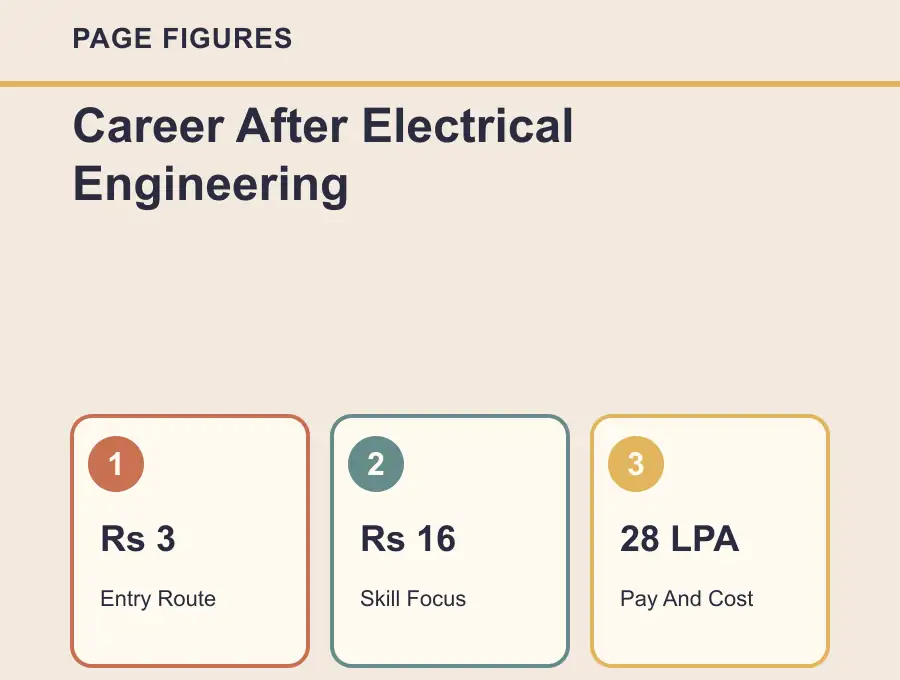 PAGE FIGURES
Career After Electrical
Engineering
1
Rs 3
Entry Route
2
Rs 16
Skill Focus
3
28 LPA
Pay And Cost